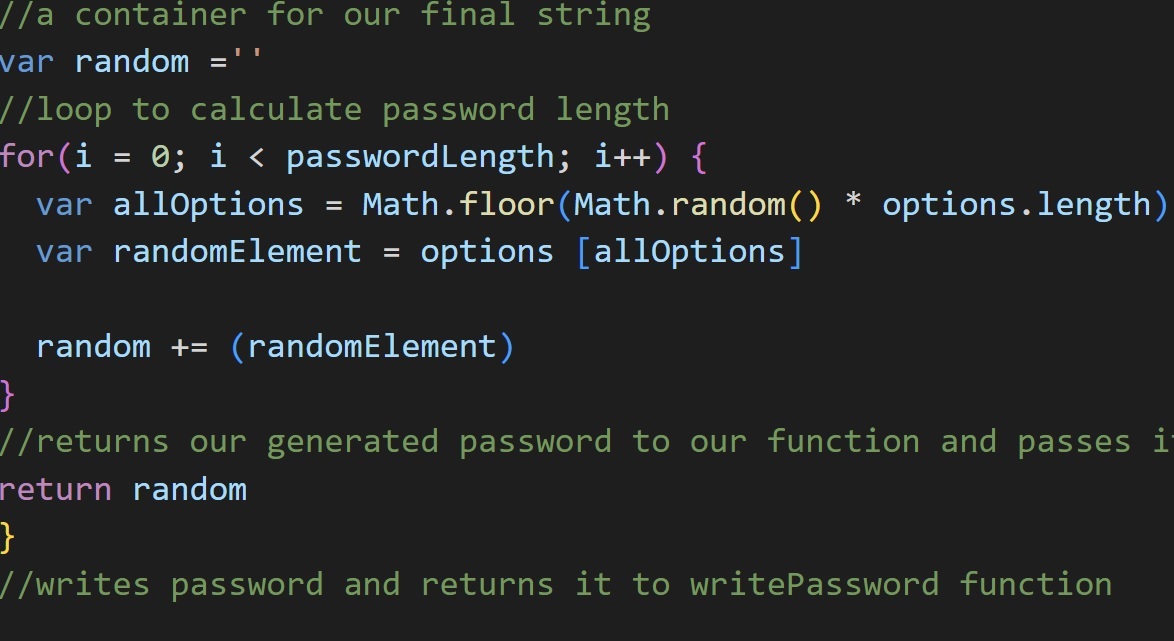 //a container for our final string
var random =''
//loop to calculate password length
for(i = 0; i < passwordLength; i++) {
var allOptions = Math.floor(Math.random() * options.length)
var randomElement = options [allOptions]
random += (randomElement)
}
//returns our generated password to our function and passes
return random
}
//writes password and returns it to writePassword function